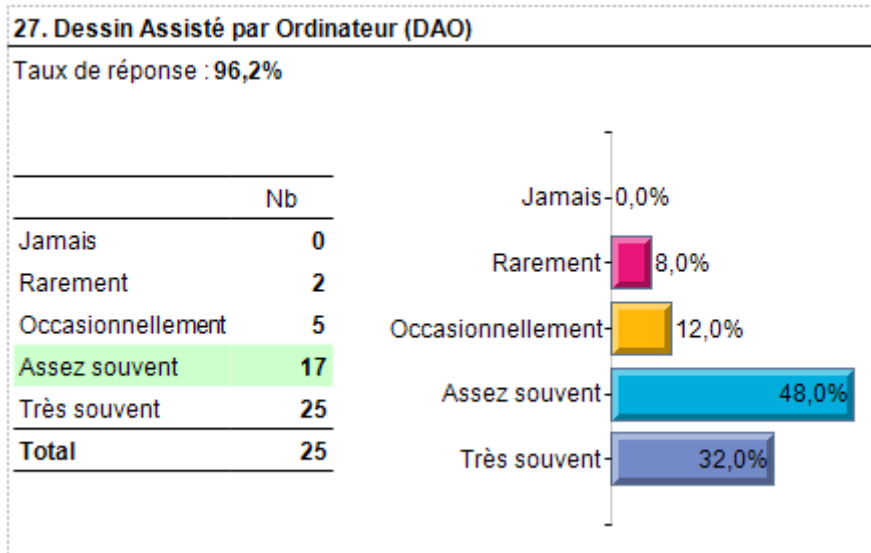 27. Dessin Assisté par Ordinateur (DAO)
Taux de réponse : 96,2%
Nb
Jamais 0
Rarement 2
Occasionnellement 5
Assez souvent 17
Très souvent 25
Total 25
Jamais 0,0%
Rarement 8,0%
Occasionnellement 12,0%
Assez souvent 48,0%
Très souvent 32,0%